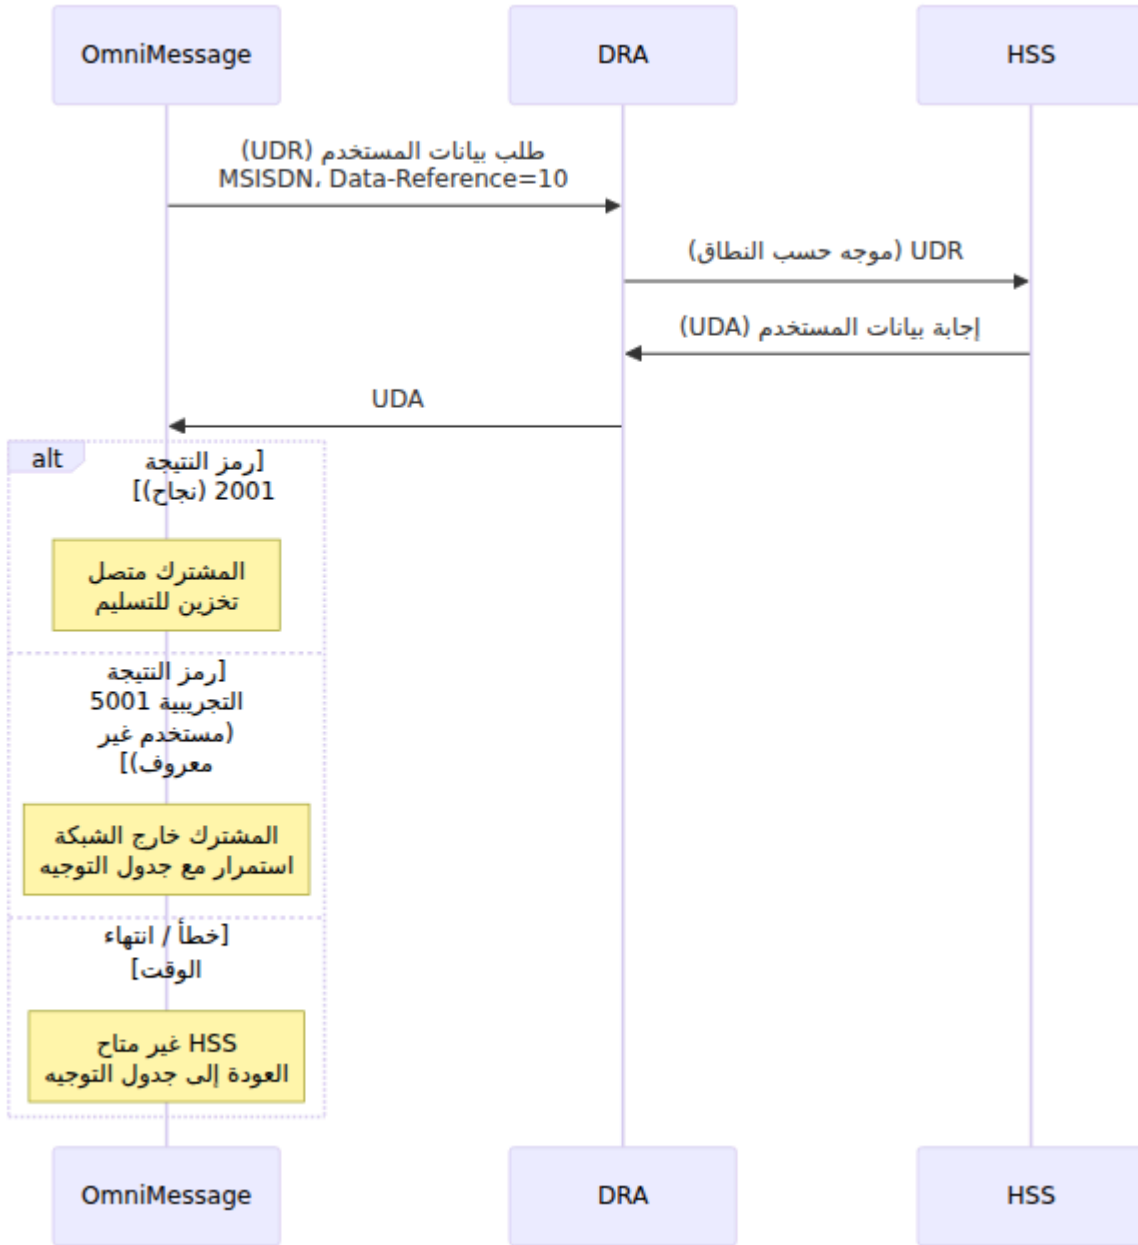 OmniMessage
DRA
HSS
طلب بيانات المستخدم (UDR)
MSISDN، Data-Reference=10
UDR (موجه حسب النطاق)
إجابة بيانات المستخدم (UDA)
UDA
alt
[رمز النتيجة
2001 (نجاح)]
المشترك متصل
تخزين للتسليم
[رمز النتيجة
التجريبية 5001
(مستخدم غير
معروف)]
المشترك خارج الشبكة
استمرار مع جدول التوجيه
[خطأ / انتهاء
الوقت]
HSS غير متاح
العودة إلى جدول التوجيه
OmniMessage
DRA
HSS